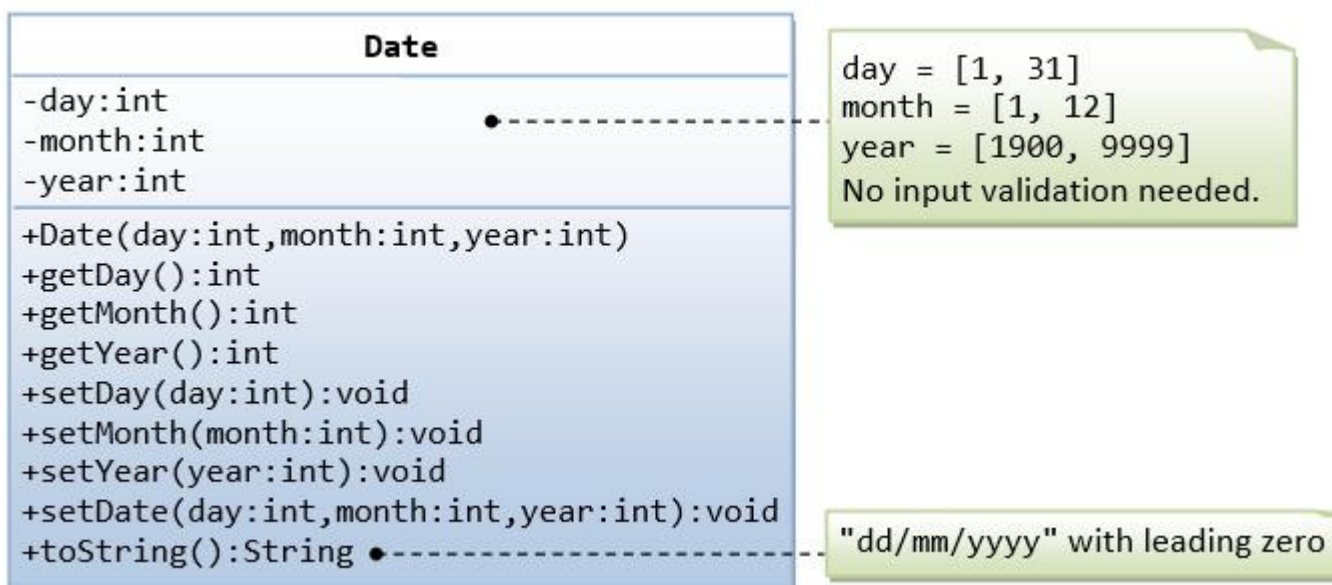 Date
-day:int
-month:int
-year:int
+Date(day:int,month:int,year:int)
+getDay():int
+getMonth():int
+getYear():int
+setDay(day:int):void
+setMonth(month:int):void
+setYear(year:int):void
+setDate(day:int,month:int,year:int):void
+toString():String
day = [1, 31]
month = [1, 12]
year = [1900, 9999]
No input validation needed.
"dd/mm/yyyy" with leading zero